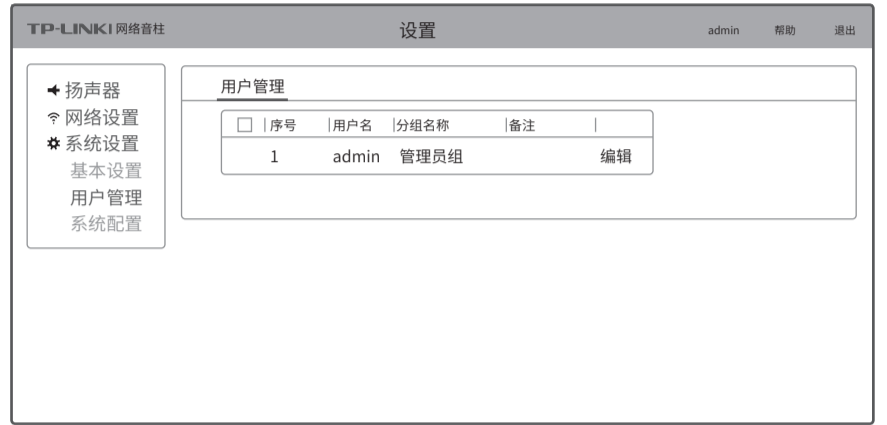 TP-LINK|网络音柱 设置 admin 帮助 退出
扬声器
网络设置
系统设置
基本设置
用户管理
系统配置
用户管理
序号 用户名 分组名称 备注
1 admin 管理员组 编辑